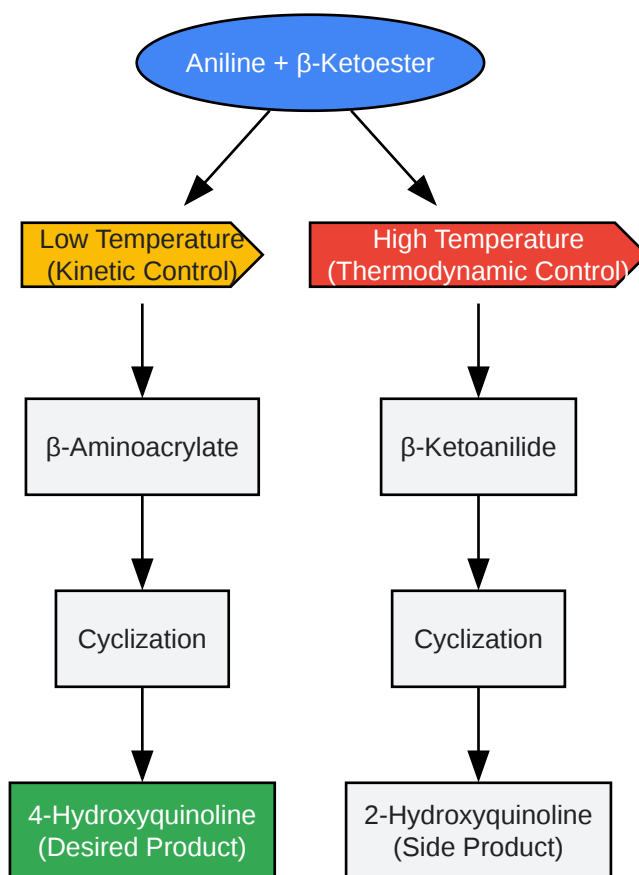 Aniline + β-Ketoester
Low Temperature
(Kinetic Control)
High Temperature
(Thermodynamic Control)
β-Aminoacrylate
β-Ketoanilide
Cyclization
Cyclization
4-Hydroxyquinoline
(Desired Product)
2-Hydroxyquinoline
(Side Product)